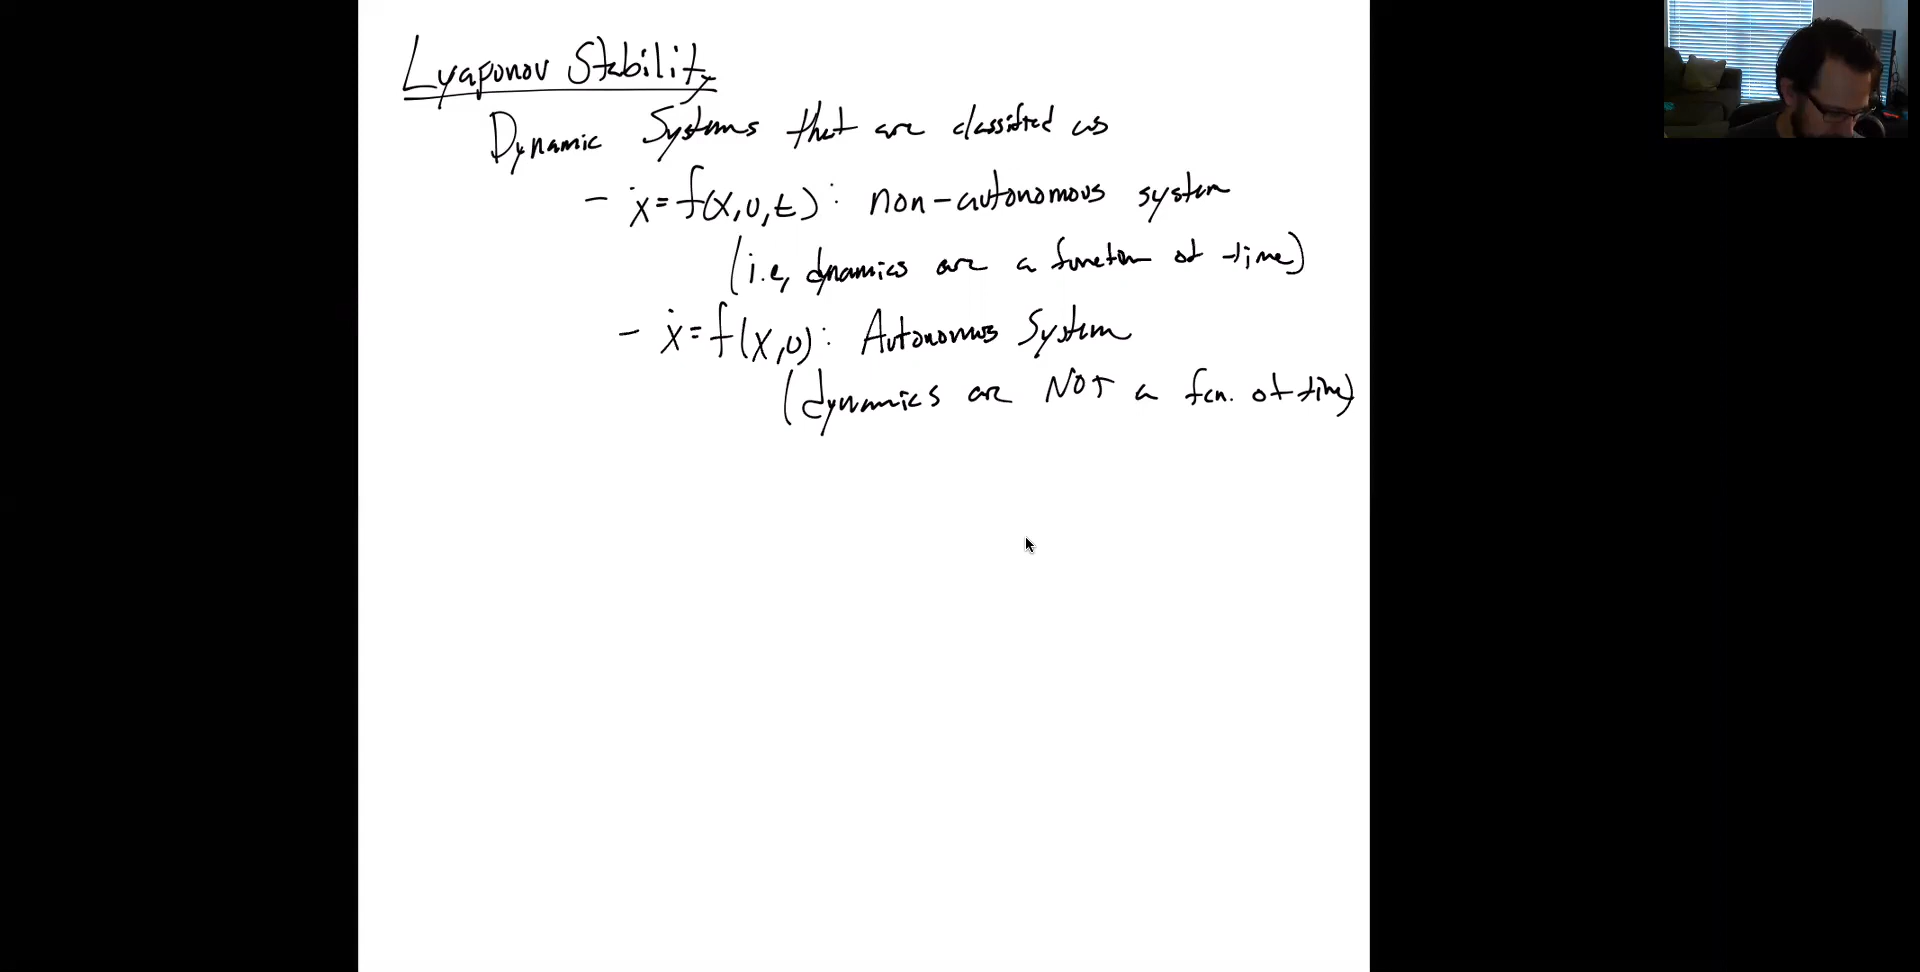 Lyaponov Stability
Dynamic Systems that are classified as
- ẋ = f(x,u,t): non-autonomous system
(i.e, dynamics are a function of time)
- ẋ = f(x,u): Autonomous System
(dynamics are NOT a fcn. of time)